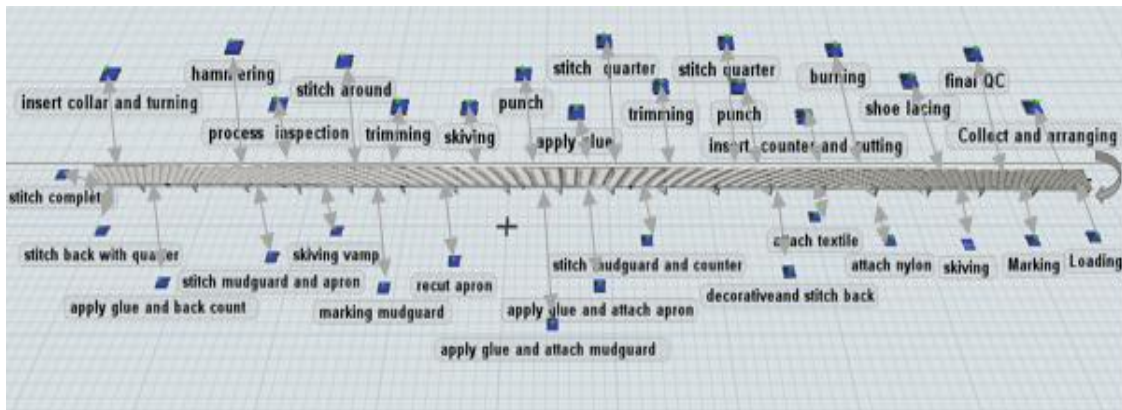 hammering
stitch around
stitch quarter
stitch quarter
burning
final QC
insert collar and turning
punch
shoe lacing
process inspection
trimming
skiving
apply glue
trimming
punch
Collect and arranging
insert counter and cutting
stitch complet
stitch back with quarter
stitch mudguard and apron
skiving vamp
recut apron
stitch mudguard and counter
attach textile
attach nylon
skiving
Marking
Loading
apply glue and back count
marking mudguard
apply glue and attach apron
decorativeand stitch back
apply glue and attach mudguard